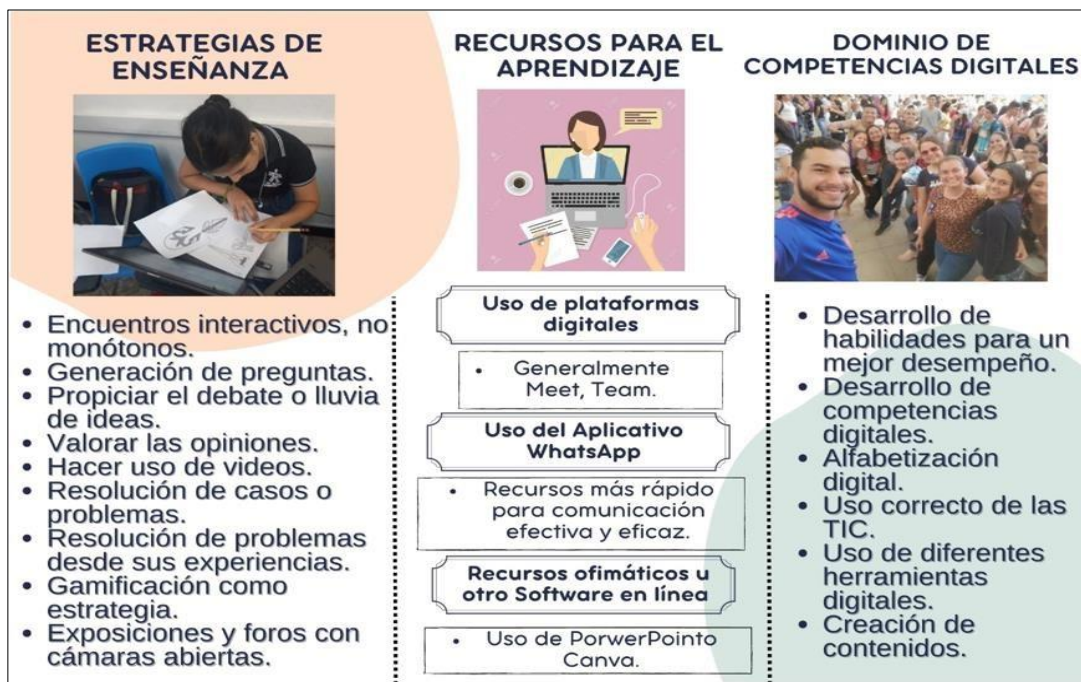 ESTRATEGIAS DE
ENSEÑANZA
• Encuentros interactivos, no
monótonos.
• Generación de preguntas.
• Propiciar el debate o lluvia
de ideas.
• Valorar las opiniones.
• Hacer uso de videos.
• Resolución de casos o
problemas.
• Resolución de problemas
desde sus experiencias.
• Gamificación como
estrategia.
• Exposiciones y foros con
cámaras abiertas.
RECURSOS PARA EL
APRENDIZAJE
Uso de plataformas
digitales
• Generalmente
Meet, Team.
Uso del Aplicativo
WhatsApp
• Recursos más rápido
para comunicación
efectiva y eficaz.
Recursos ofimáticos u
otro Software en línea
• Uso de PorwerPointo
Canva.
DOMINIO DE
COMPETENCIAS DIGITALES
• Desarrollo de
habilidades para un
mejor desempeño.
• Desarrollo de
competencias
digitales.
• Alfabetización
digital.
• Uso correcto de las
TIC.
• Uso de diferentes
herramientas
digitales.
• Creación de
contenidos.